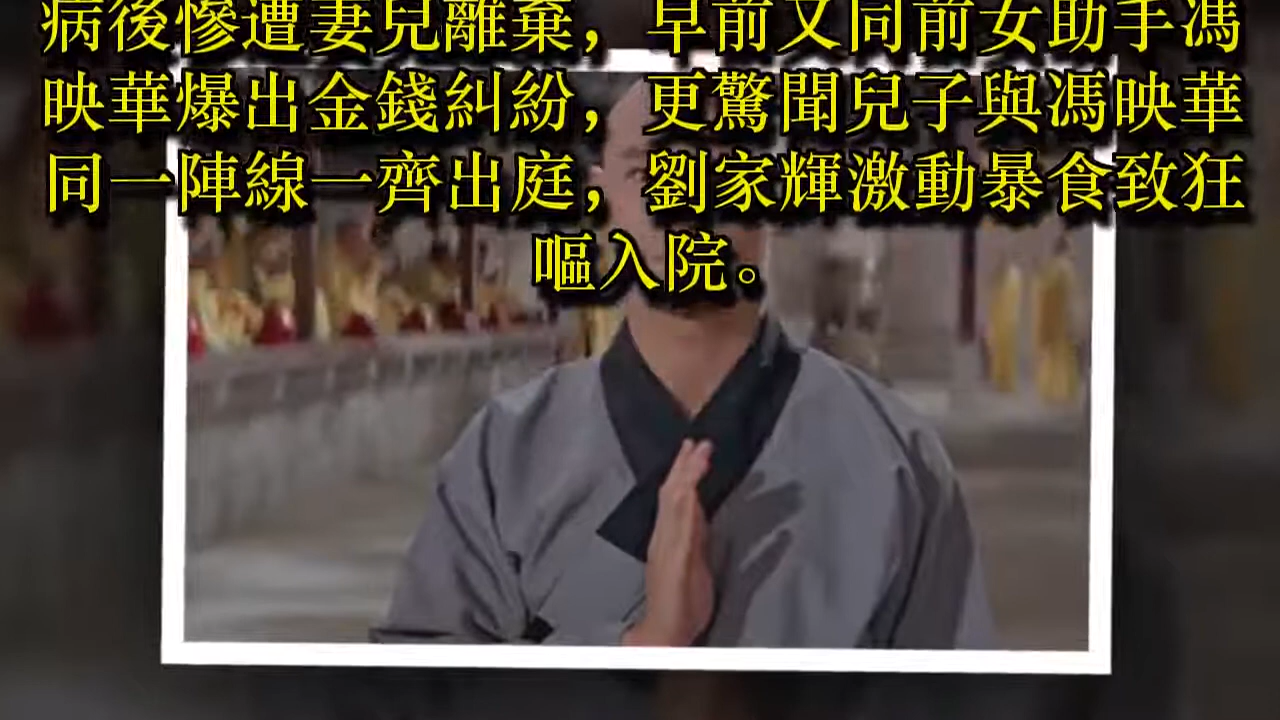 病後慘遭妻兒離棄，早前又同前女助手馮
映華爆出金錢糾紛，更驚聞兒子與馮映華
同一陣線一齊出庭，劉家輝激動暴食致狂
嘔入院。